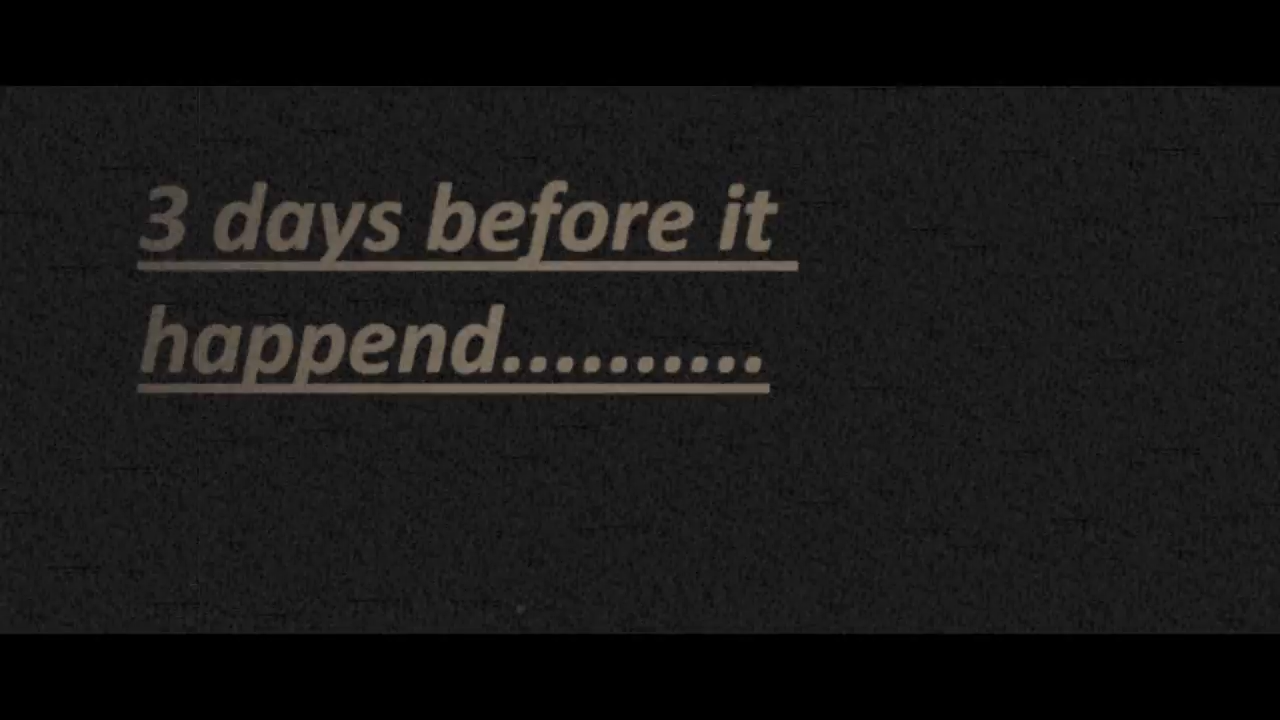 3 days before it
happend..........